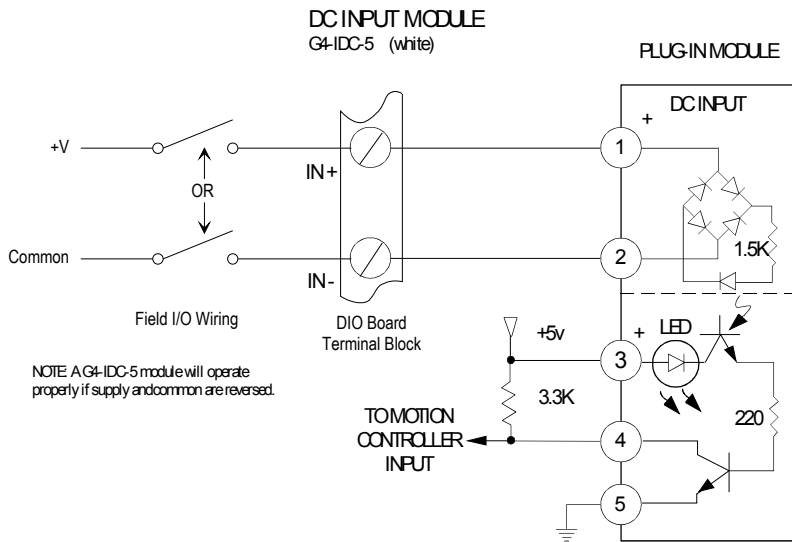 DC INPUT MODULE
G4-IDC-5 (white)
PLUG-IN MODULE
DC INPUT
+V
OR
IN+
1
+
Common
IN-
2
1.5K
Field I/O Wiring
DIO Board
Terminal Block
NOTE: A G4-IDC-5 module will operate
properly if supply and common are reversed.
+5v
3
+
LED
3.3K
220
TO MOTION
CONTROLLER
INPUT
4
5